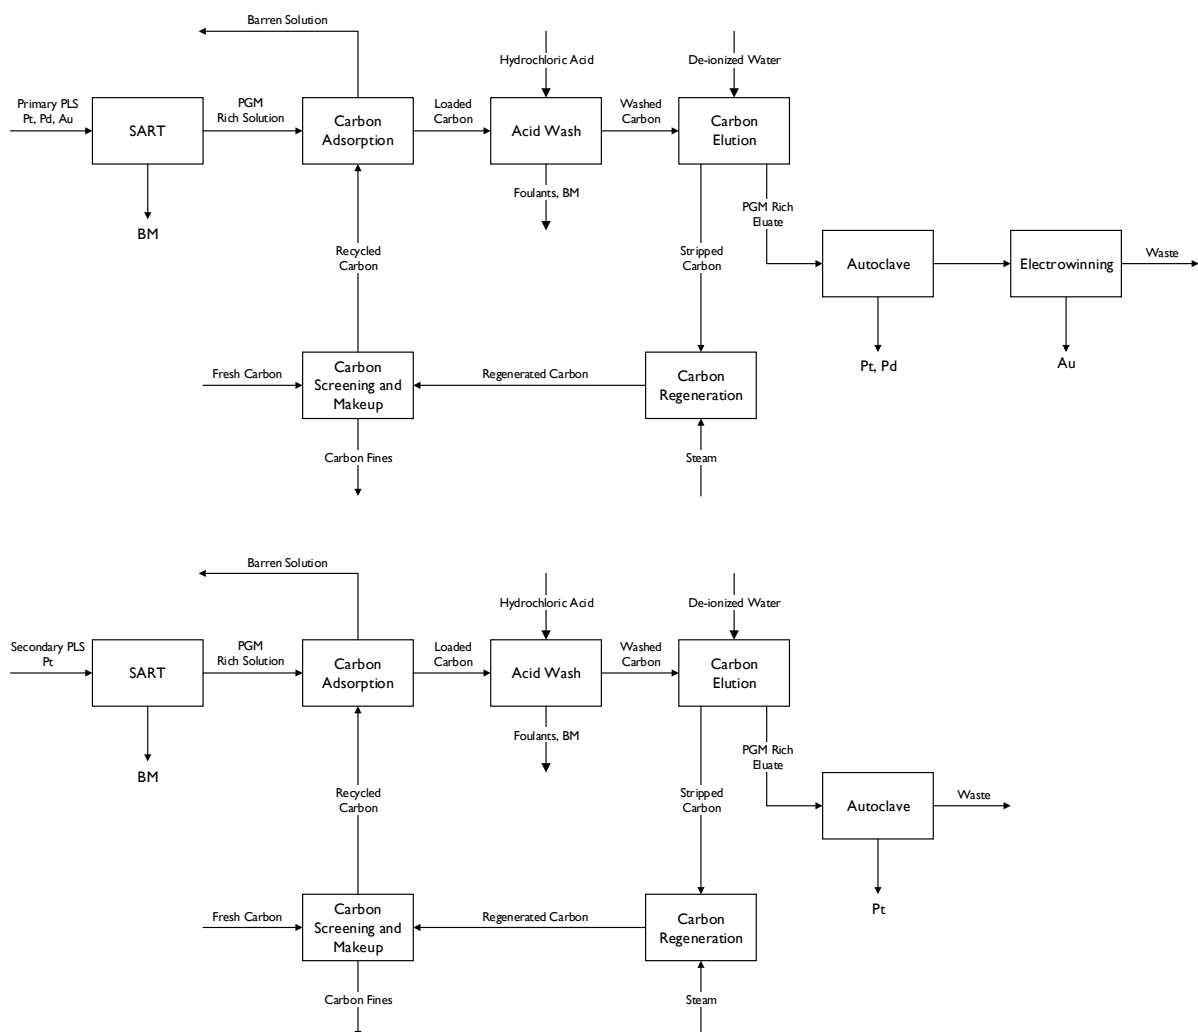 Barren Solution
Hydrochloric Acid
De-ionized Water
Primary PLS
Pt, Pd, Au
SART
PGM
Rich Solution
Carbon
Adsorption
Loaded
Carbon
Acid Wash
Washed
Carbon
Carbon
Elution
BM
Foulants, BM
PGM Rich
Eluate
Recycled
Carbon
Stripped
Carbon
Autoclave
Electrowinning
Waste
Pt, Pd
Au
Fresh Carbon
Carbon
Screening and
Makeup
Regenerated Carbon
Carbon
Regeneration
Carbon Fines
Steam
Barren Solution
Hydrochloric Acid
De-ionized Water
Secondary PLS
Pt
SART
PGM
Rich Solution
Carbon
Adsorption
Loaded
Carbon
Acid Wash
Washed
Carbon
Carbon
Elution
BM
Foulants, BM
PGM Rich
Eluate
Recycled
Carbon
Stripped
Carbon
Autoclave
Waste
Pt
Fresh Carbon
Carbon
Screening and
Makeup
Regenerated Carbon
Carbon
Regeneration
Carbon Fines
Steam